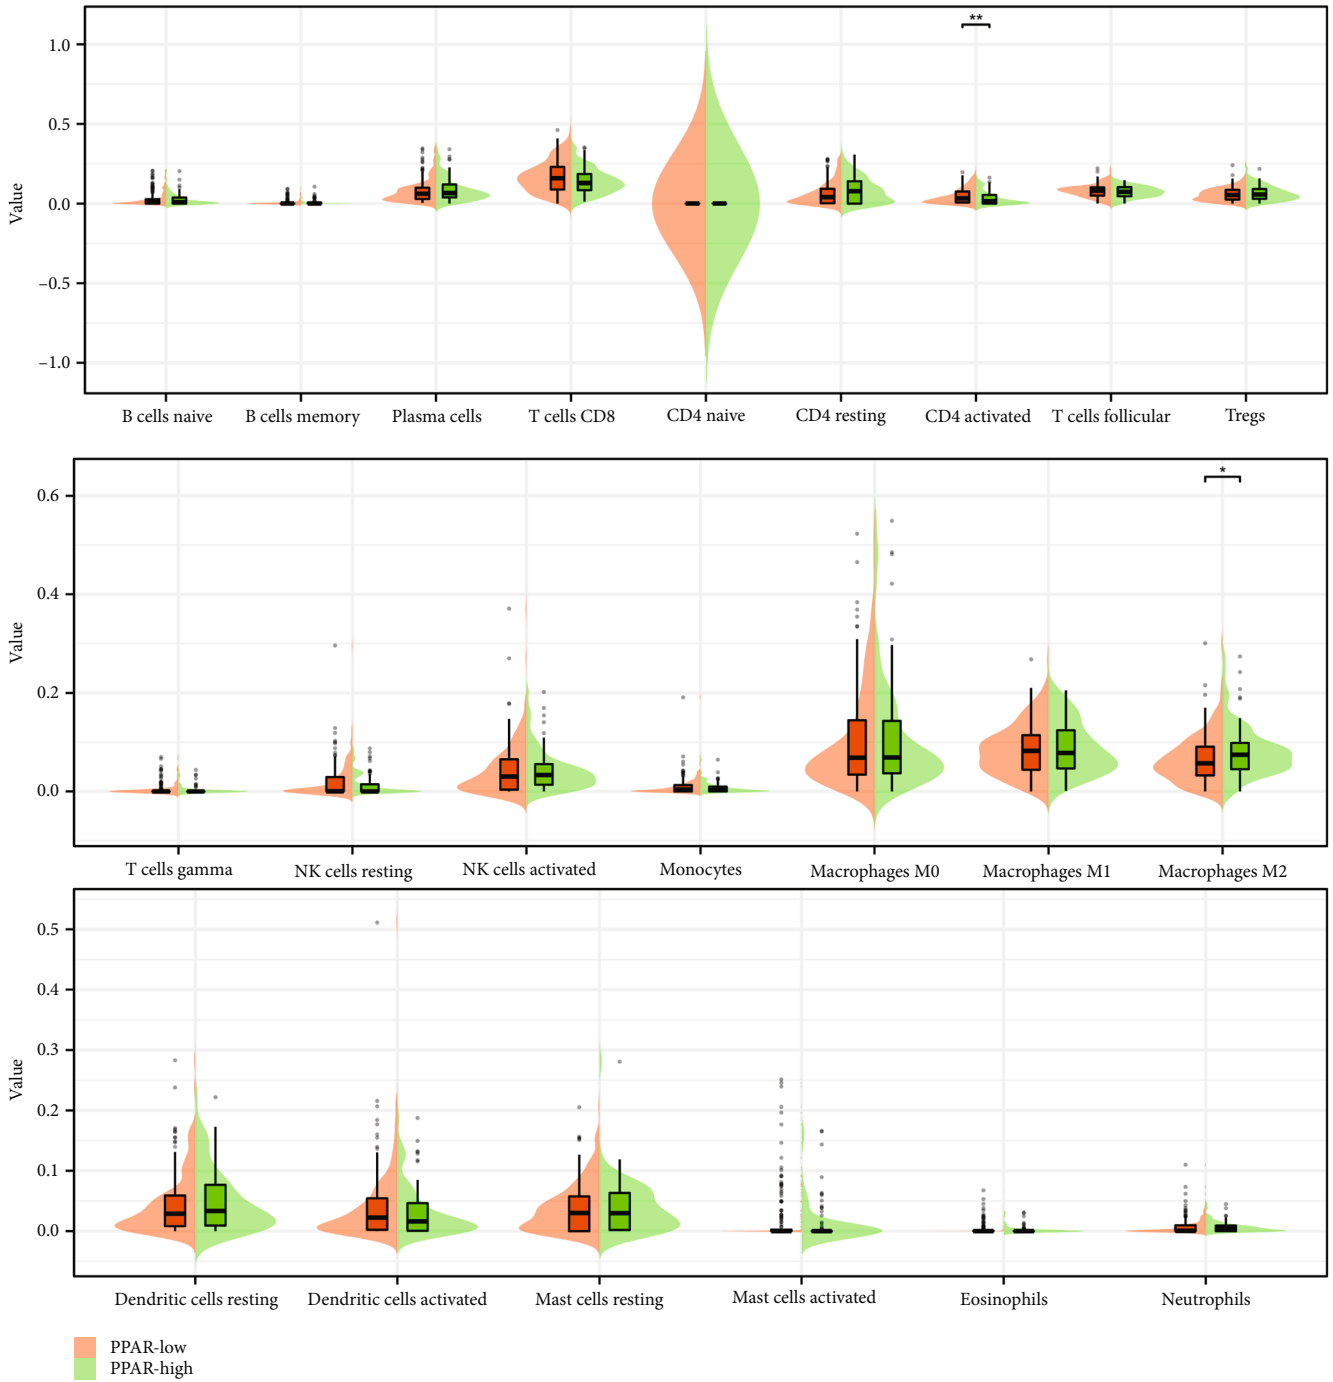 **
Value
1.0
0.5
0.0
−0.5
−1.0
B cells naive B cells memory Plasma cells T cells CD8 CD4 naive CD4 resting CD4 activated T cells follicular Tregs
*
Value
0.6
0.4
0.2
0.0
T cells gamma NK cells resting NK cells activated Monocytes Macrophages M0 Macrophages M1 Macrophages M2
Value
0.5
0.4
0.3
0.2
0.1
0.0
Dendritic cells resting Dendritic cells activated Mast cells resting Mast cells activated Eosinophils Neutrophils
PPAR-low
PPAR-high